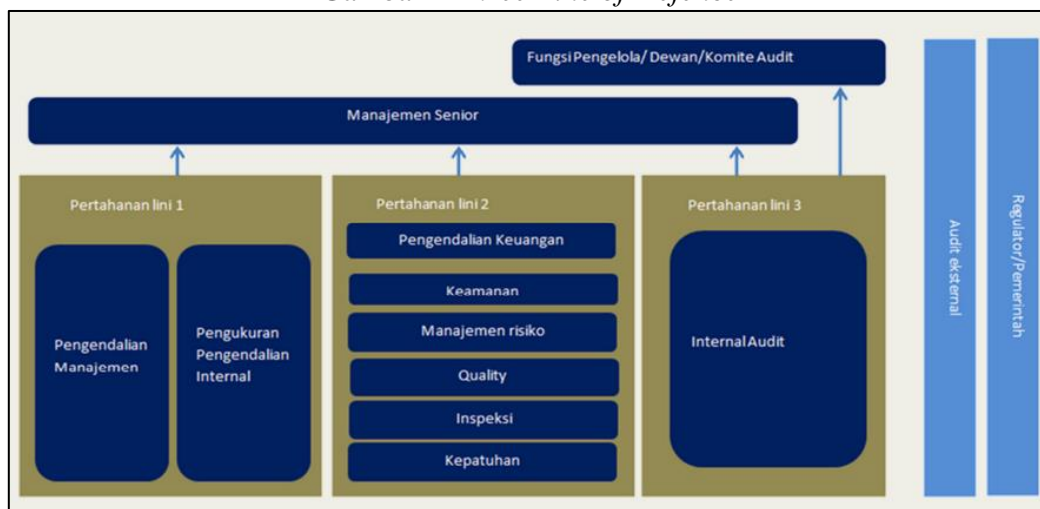 Fungsi Pengelola/ Dewan/Komite Audit
Manajemen Senior
Pertahanan lini 1
Pengendalian
Manajemen
Pengukuran
Pengendalian
Internal
Pertahanan lini 2
Pengendalian Keuangan
Keamanan
Manajemen risiko
Quality
Inspeksi
Kepatuhan
Pertahanan lini 3
Internal Audit
Audit eksternal
Regulator/Pemerintah